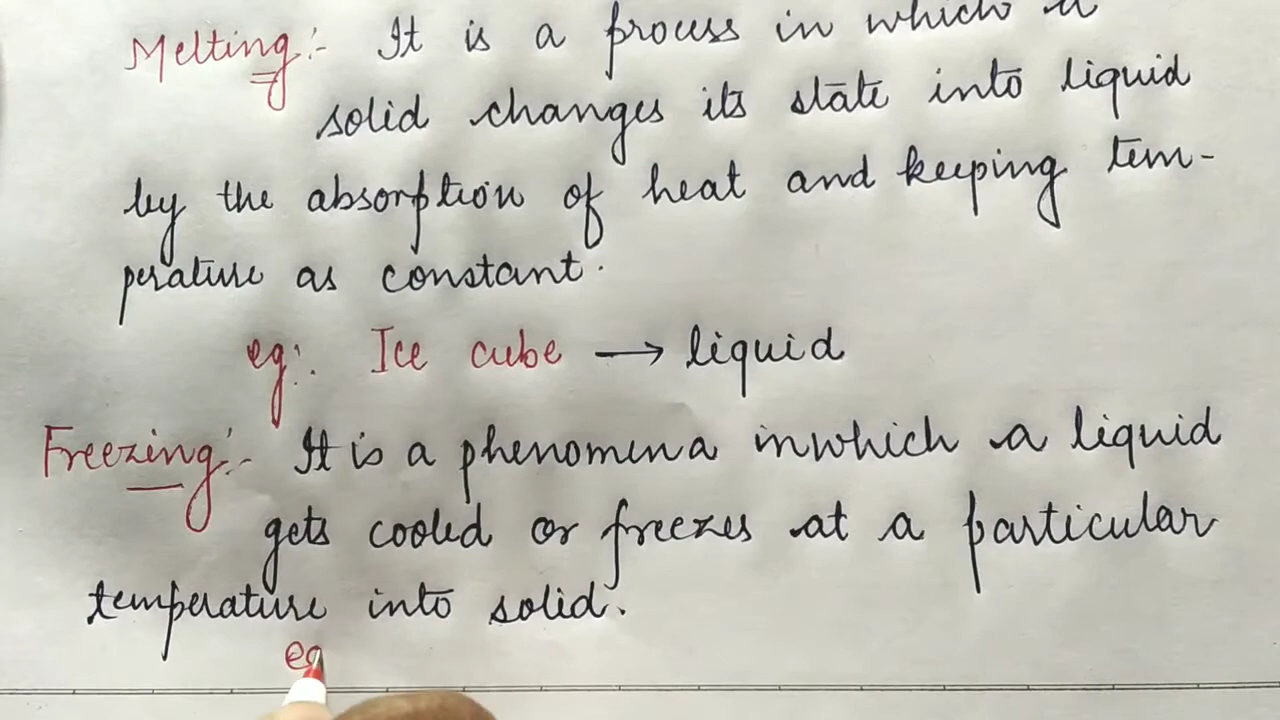 Melting:- It is a process in which a
solid changes its state into liquid
by the absorption of heat and keeping tem-
perature as constant.
eg:. Ice cube → liquid
Freezing:- It is a phenomena inwhich a liquid
gets cooled or freezes at a particular
temperature into solid.
eg